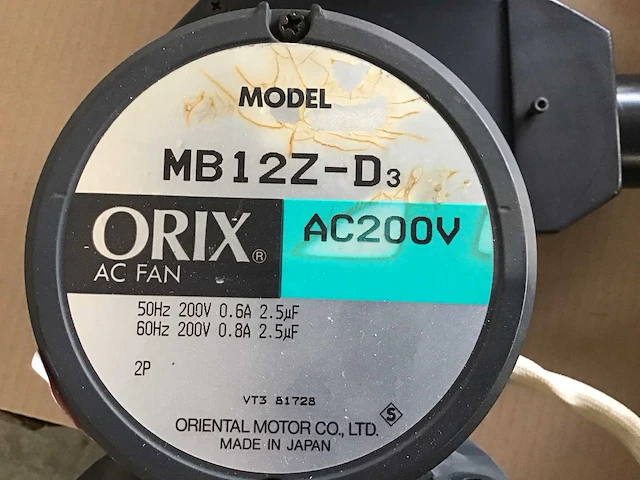 MODEL
MB12Z-D3
ORIX®
AC FAN
AC200V
50Hz 200V 0.6A 2.5µF
60Hz 200V 0.8A 2.5µF
2P
VT3 81728
S
ORIENTAL MOTOR CO., LTD.
MADE IN JAPAN